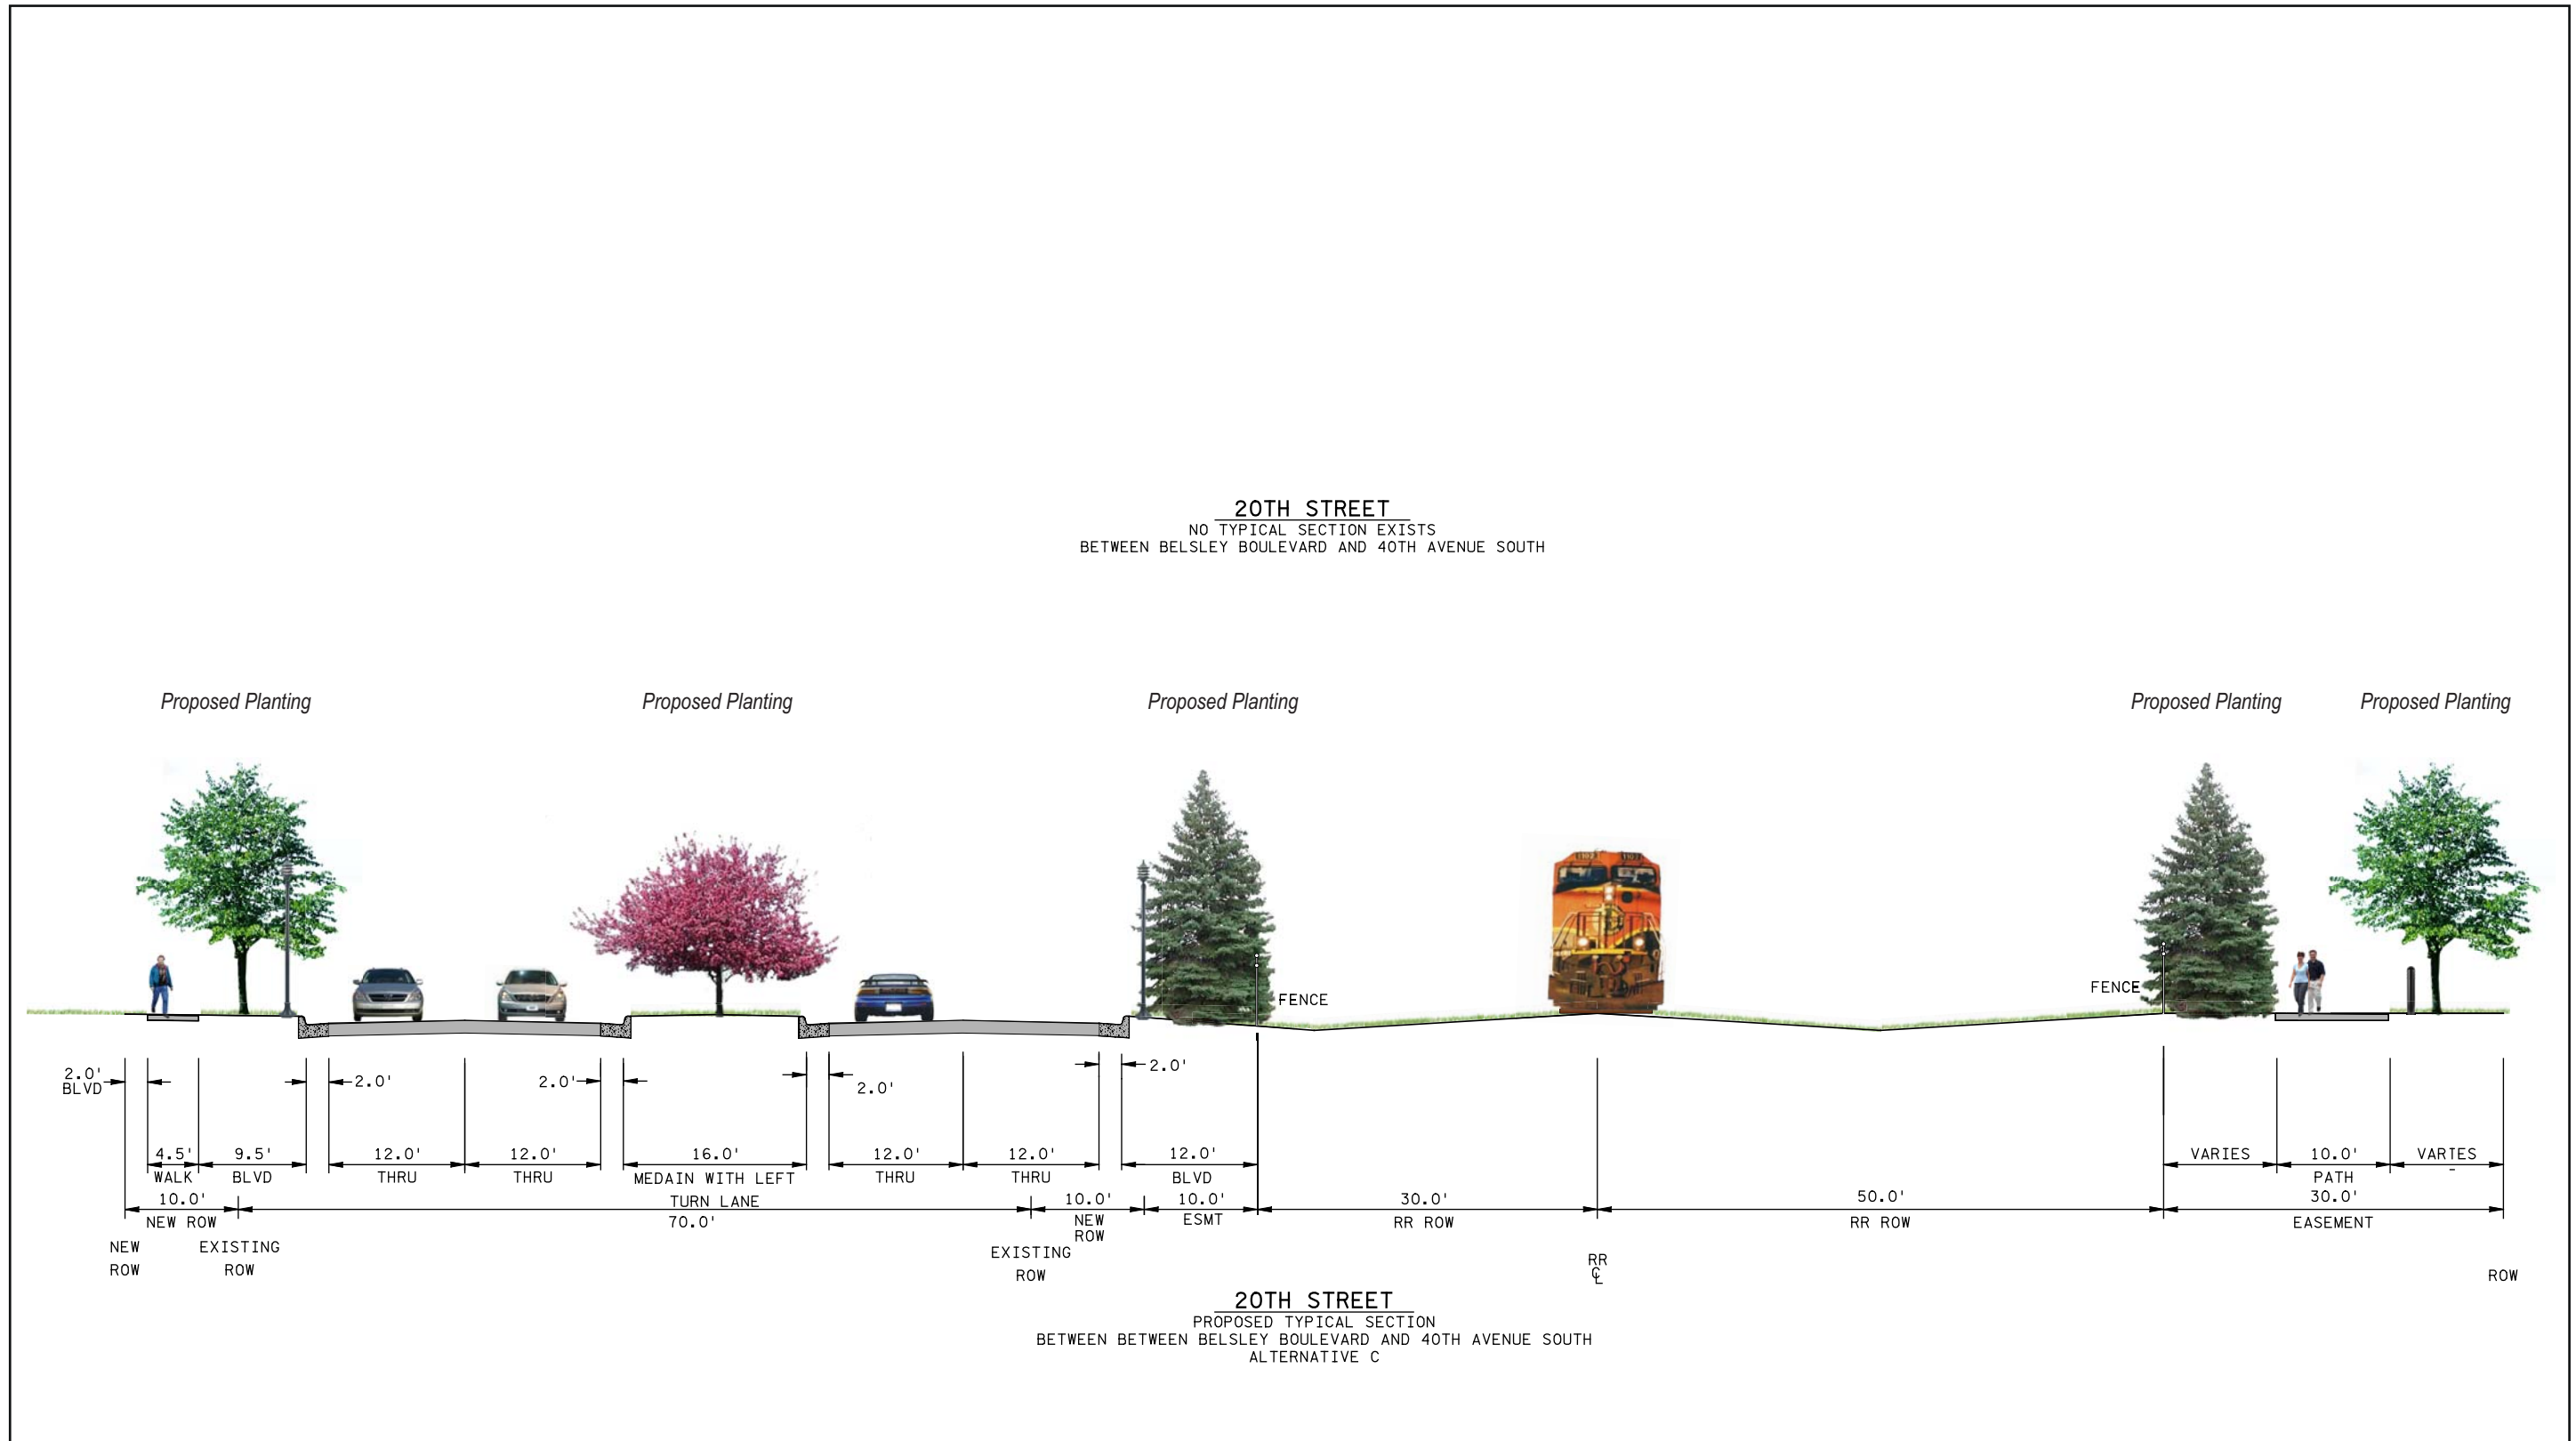 20TH STREET
NO TYPICAL SECTION EXISTS
BETWEEN BELSLEY BOULEVARD AND 40TH AVENUE SOUTH
Proposed Planting
Proposed Planting
Proposed Planting
Proposed Planting
Proposed Planting
FENCE
FENCE
2.0'
BLVD
2.0'
2.0'
2.0'
2.0'
4.5'
WALK
9.5'
BLVD
12.0'
THRU
12.0'
THRU
16.0'
MEDAIN WITH LEFT
TURN LANE
12.0'
THRU
12.0'
THRU
12.0'
BLVD
VARIES
10.0'
PATH
VARTES
10.0'
NEW ROW
70.0'
10.0'
NEW
ROW
10.0'
ESMT
30.0'
RR ROW
50.0'
RR ROW
30.0'
EASEMENT
NEW
ROW
EXISTING
ROW
EXISTING
ROW
RR
℄
ROW
20TH STREET
PROPOSED TYPICAL SECTION
BETWEEN BETWEEN BELSLEY BOULEVARD AND 40TH AVENUE SOUTH
ALTERNATIVE C